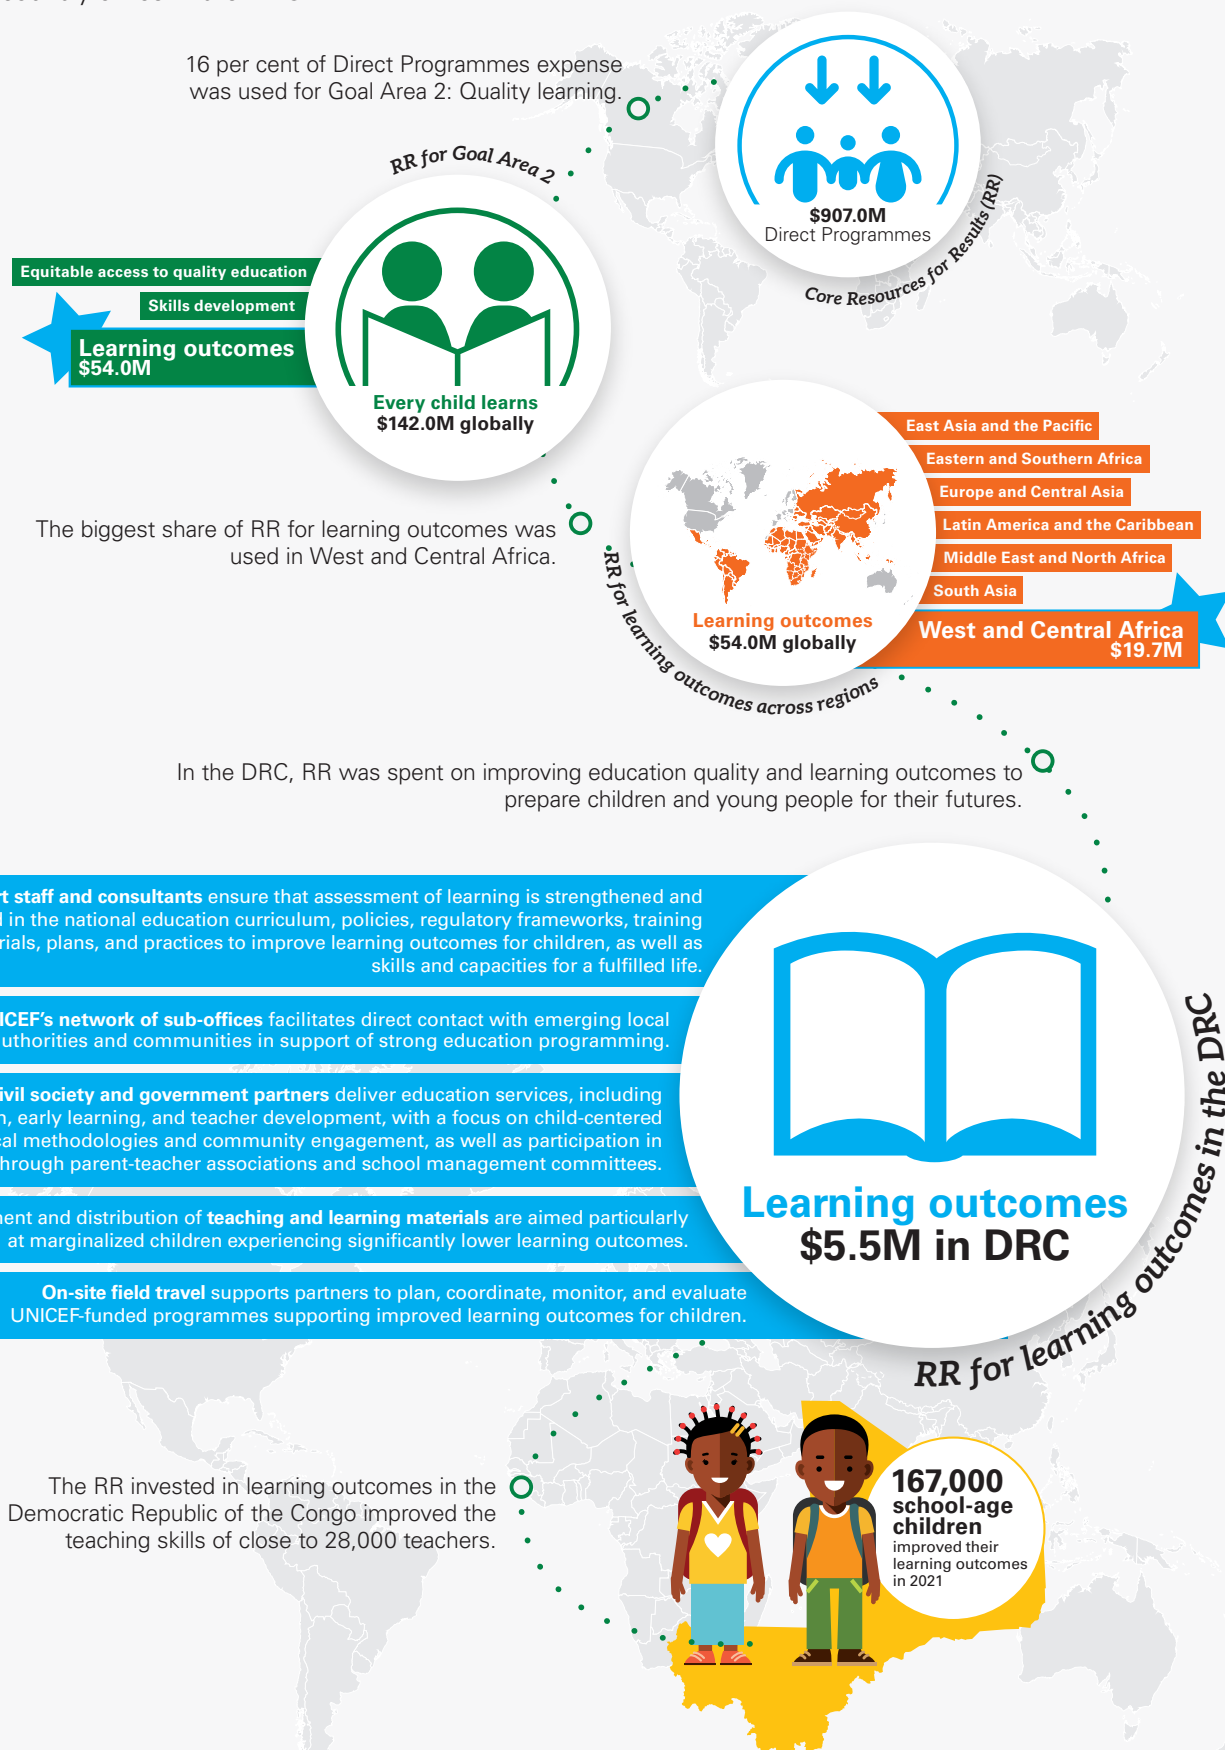 16 per cent of Direct Programmes expense
was used for Goal Area 2: Quality learning.
$907.0M
Direct Programmes
Core Resources for Results (RR)
RR for Goal Area 2
Equitable access to quality education
Skills development
Learning outcomes
$54.0M
Every child learns
$142.0M globally
The biggest share of RR for learning outcomes was
used in West and Central Africa.
East Asia and the Pacific
Eastern and Southern Africa
Europe and Central Asia
Latin America and the Caribbean
Middle East and North Africa
South Asia
West and Central Africa
$19.7M
Learning outcomes
$54.0M globally
RR for learning outcomes across regions
In the DRC, RR was spent on improving education quality and learning outcomes to
prepare children and young people for their futures.
staff and consultants ensure that assessment of learning is strengthened and
in the national education curriculum, policies, regulatory frameworks, training
plans, and practices to improve learning outcomes for children, as well as
skills and capacities for a fulfilled life.
network of sub-offices facilitates direct contact with emerging local
authorities and communities in support of strong education programming.
civil society and government partners deliver education services, including
early learning, and teacher development, with a focus on child-centered
methodologies and community engagement, as well as participation in
through parent-teacher associations and school management committees.
and distribution of teaching and learning materials are aimed particularly
at marginalized children experiencing significantly lower learning outcomes.
On-site field travel supports partners to plan, coordinate, monitor, and evaluate
UNICEF-funded programmes supporting improved learning outcomes for children.
Learning outcomes
$5.5M in DRC
RR for learning outcomes in the DRC
The RR invested in learning outcomes in the
Democratic Republic of the Congo improved the
teaching skills of close to 28,000 teachers.
167,000
school-age
children
improved their
learning outcomes
in 2021